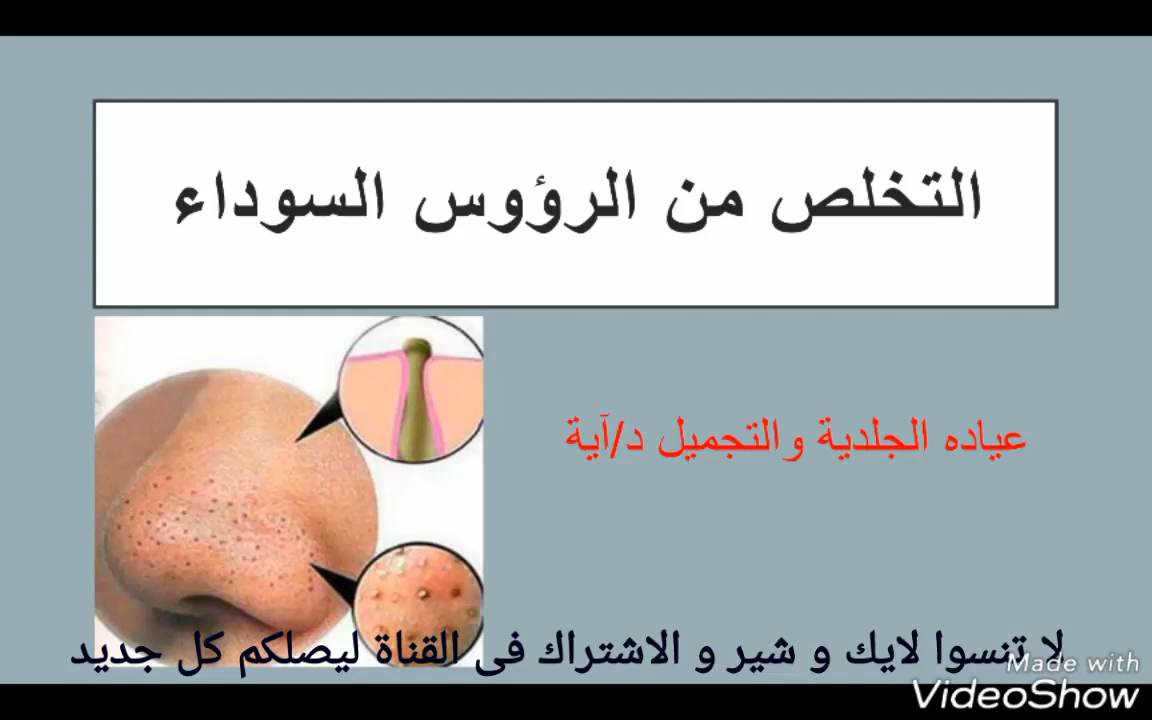 التخلص من الرؤوس السوداء
عياده الجلدية والتجميل د/آية
لا تنسوا لايك و شير و الاشتراك فى القناة ليصلكم كل جديد
Made with
VideoShow